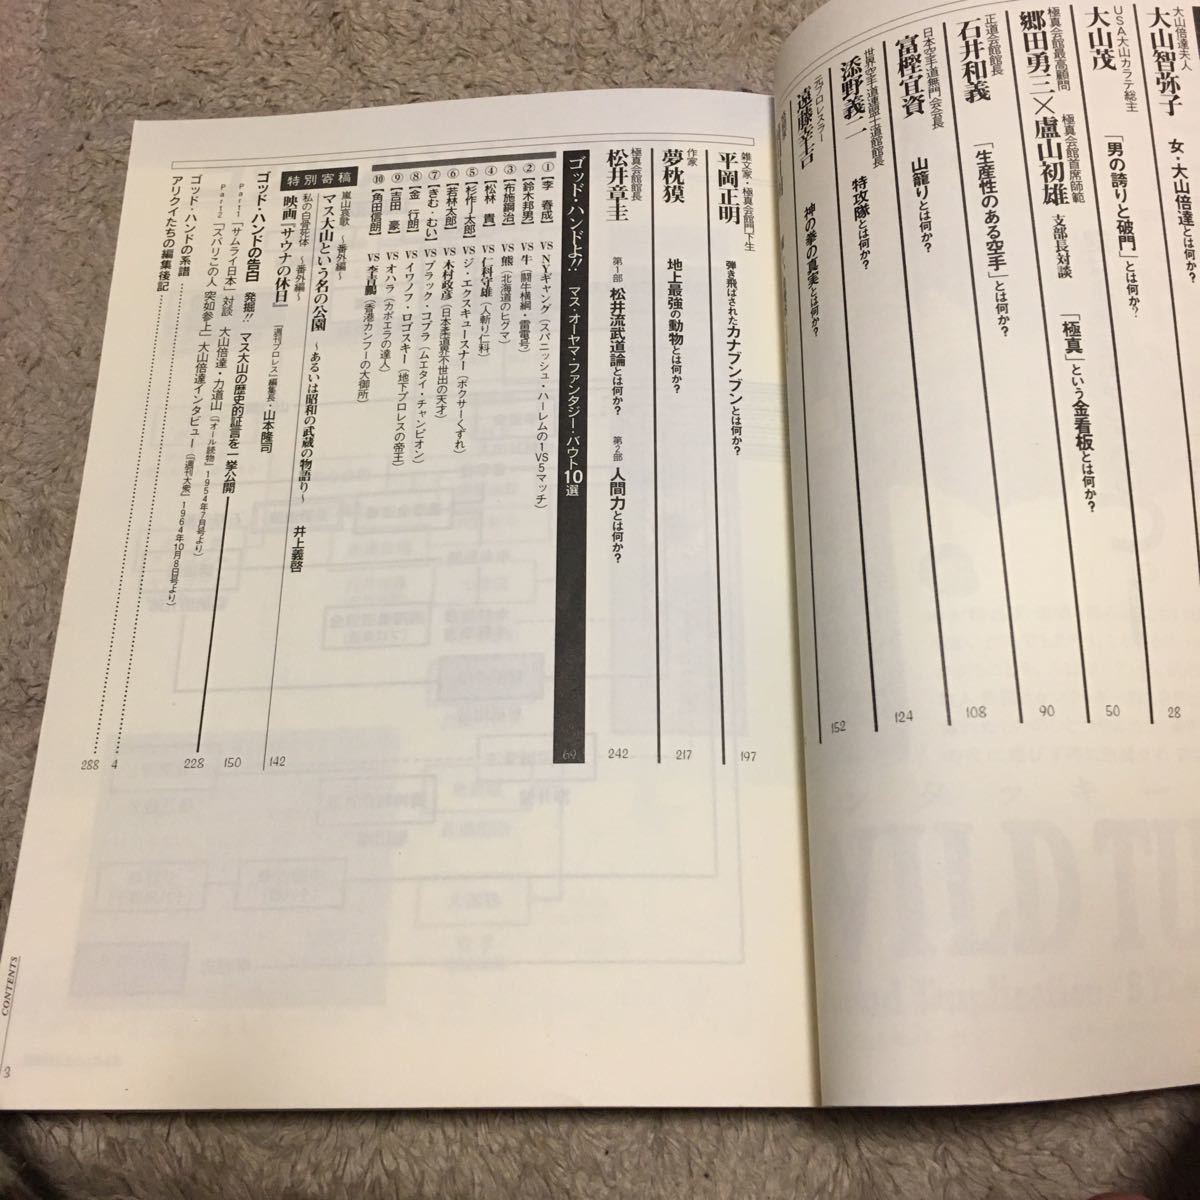 大山倍達夫人
大山智弥子
女・大山倍達とは何か?
28
USA大山カラテ総主
大山茂
「男の誇りと破門」とは何か?
50
極真会館最高顧問
郷田勇三×盧山初雄
極真会館首席師範
支部長対談
「極真」という金看板とは何か?
90
正道会館館長
石井和義
「生産性のある空手」とは何か?
108
日本空手道無門会会長
富樫宜資
山籠りとは何か?
124
世界空手道連盟士道館館長
添野義二
特攻隊とは何か?
152
元プロレスラー
遠藤幸吉
神の拳の真実とは何か?
雑文家・極真会館門下生
平岡正明
弾き飛ばされたカナブンブンとは何か?
197
作家
夢枕獏
地上最強の動物とは何か?
217
極真会館館長
松井章圭
第1部 松井流武道論とは何か?
第2部 人間力とは何か?
242
ゴッド・ハンドよ!! マス・オーヤマ・ファンタジー・バウト10選
69
①【李 春成】 VS N.Yギャング(スパニッシュ・ハーレムの1VS5マッチ)
②【鈴木邦男】 VS 牛(闘牛横綱・雷電号)
③【布施鋼治】 VS 熊(北海道のヒグマ)
④【松林 貴】 VS 仁科守雄(人斬り仁科)
⑤【杉作J太郎】 VS ジ・エクスキュースナー(ボクサーくずれ)
⑥【若林太郎】 VS 木村政彦(日本柔道界不世出の天才)
⑦【きむ・むい】 VS ブラック・コブラ(ムエタイ・チャンピオン)
⑧【金 行朗】 VS イワノフ・ロゴスキー(地下プロレスの帝王)
⑨【吉田 豪】 VS オハラ(カポエラの達人)
⑩【角田信朗】 VS 李青鵬(香港カンフーの大御所)
特別寄稿
嵐山哀歌 ~番外編~
マス大山という名の公園 ~あるいは昭和の武蔵の物語り~ 井上義啓
私の白骨死体 ~番外編~
映画『サウナの休日』
『週刊プロレス』編集長・山本隆司
142
ゴッド・ハンドの告白 発掘!! マス大山の歴史的証言を一挙公開
150
Part1 「サムライ日本」対談 大山倍達・力道山(『オール読物』1954年7月号より)
Part2 「ズバリこの人 突如参上」大山倍達インタビュー(『週刊大衆』1964年10月8日号より)
228
ゴッド・ハンドの系譜
4
アリクイたちの編集後記
288
CONTENTS
3